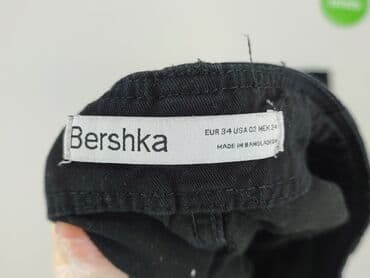 Bershka
EUR 34 USA 02 MEX 24
MADE IN BANGLADESH